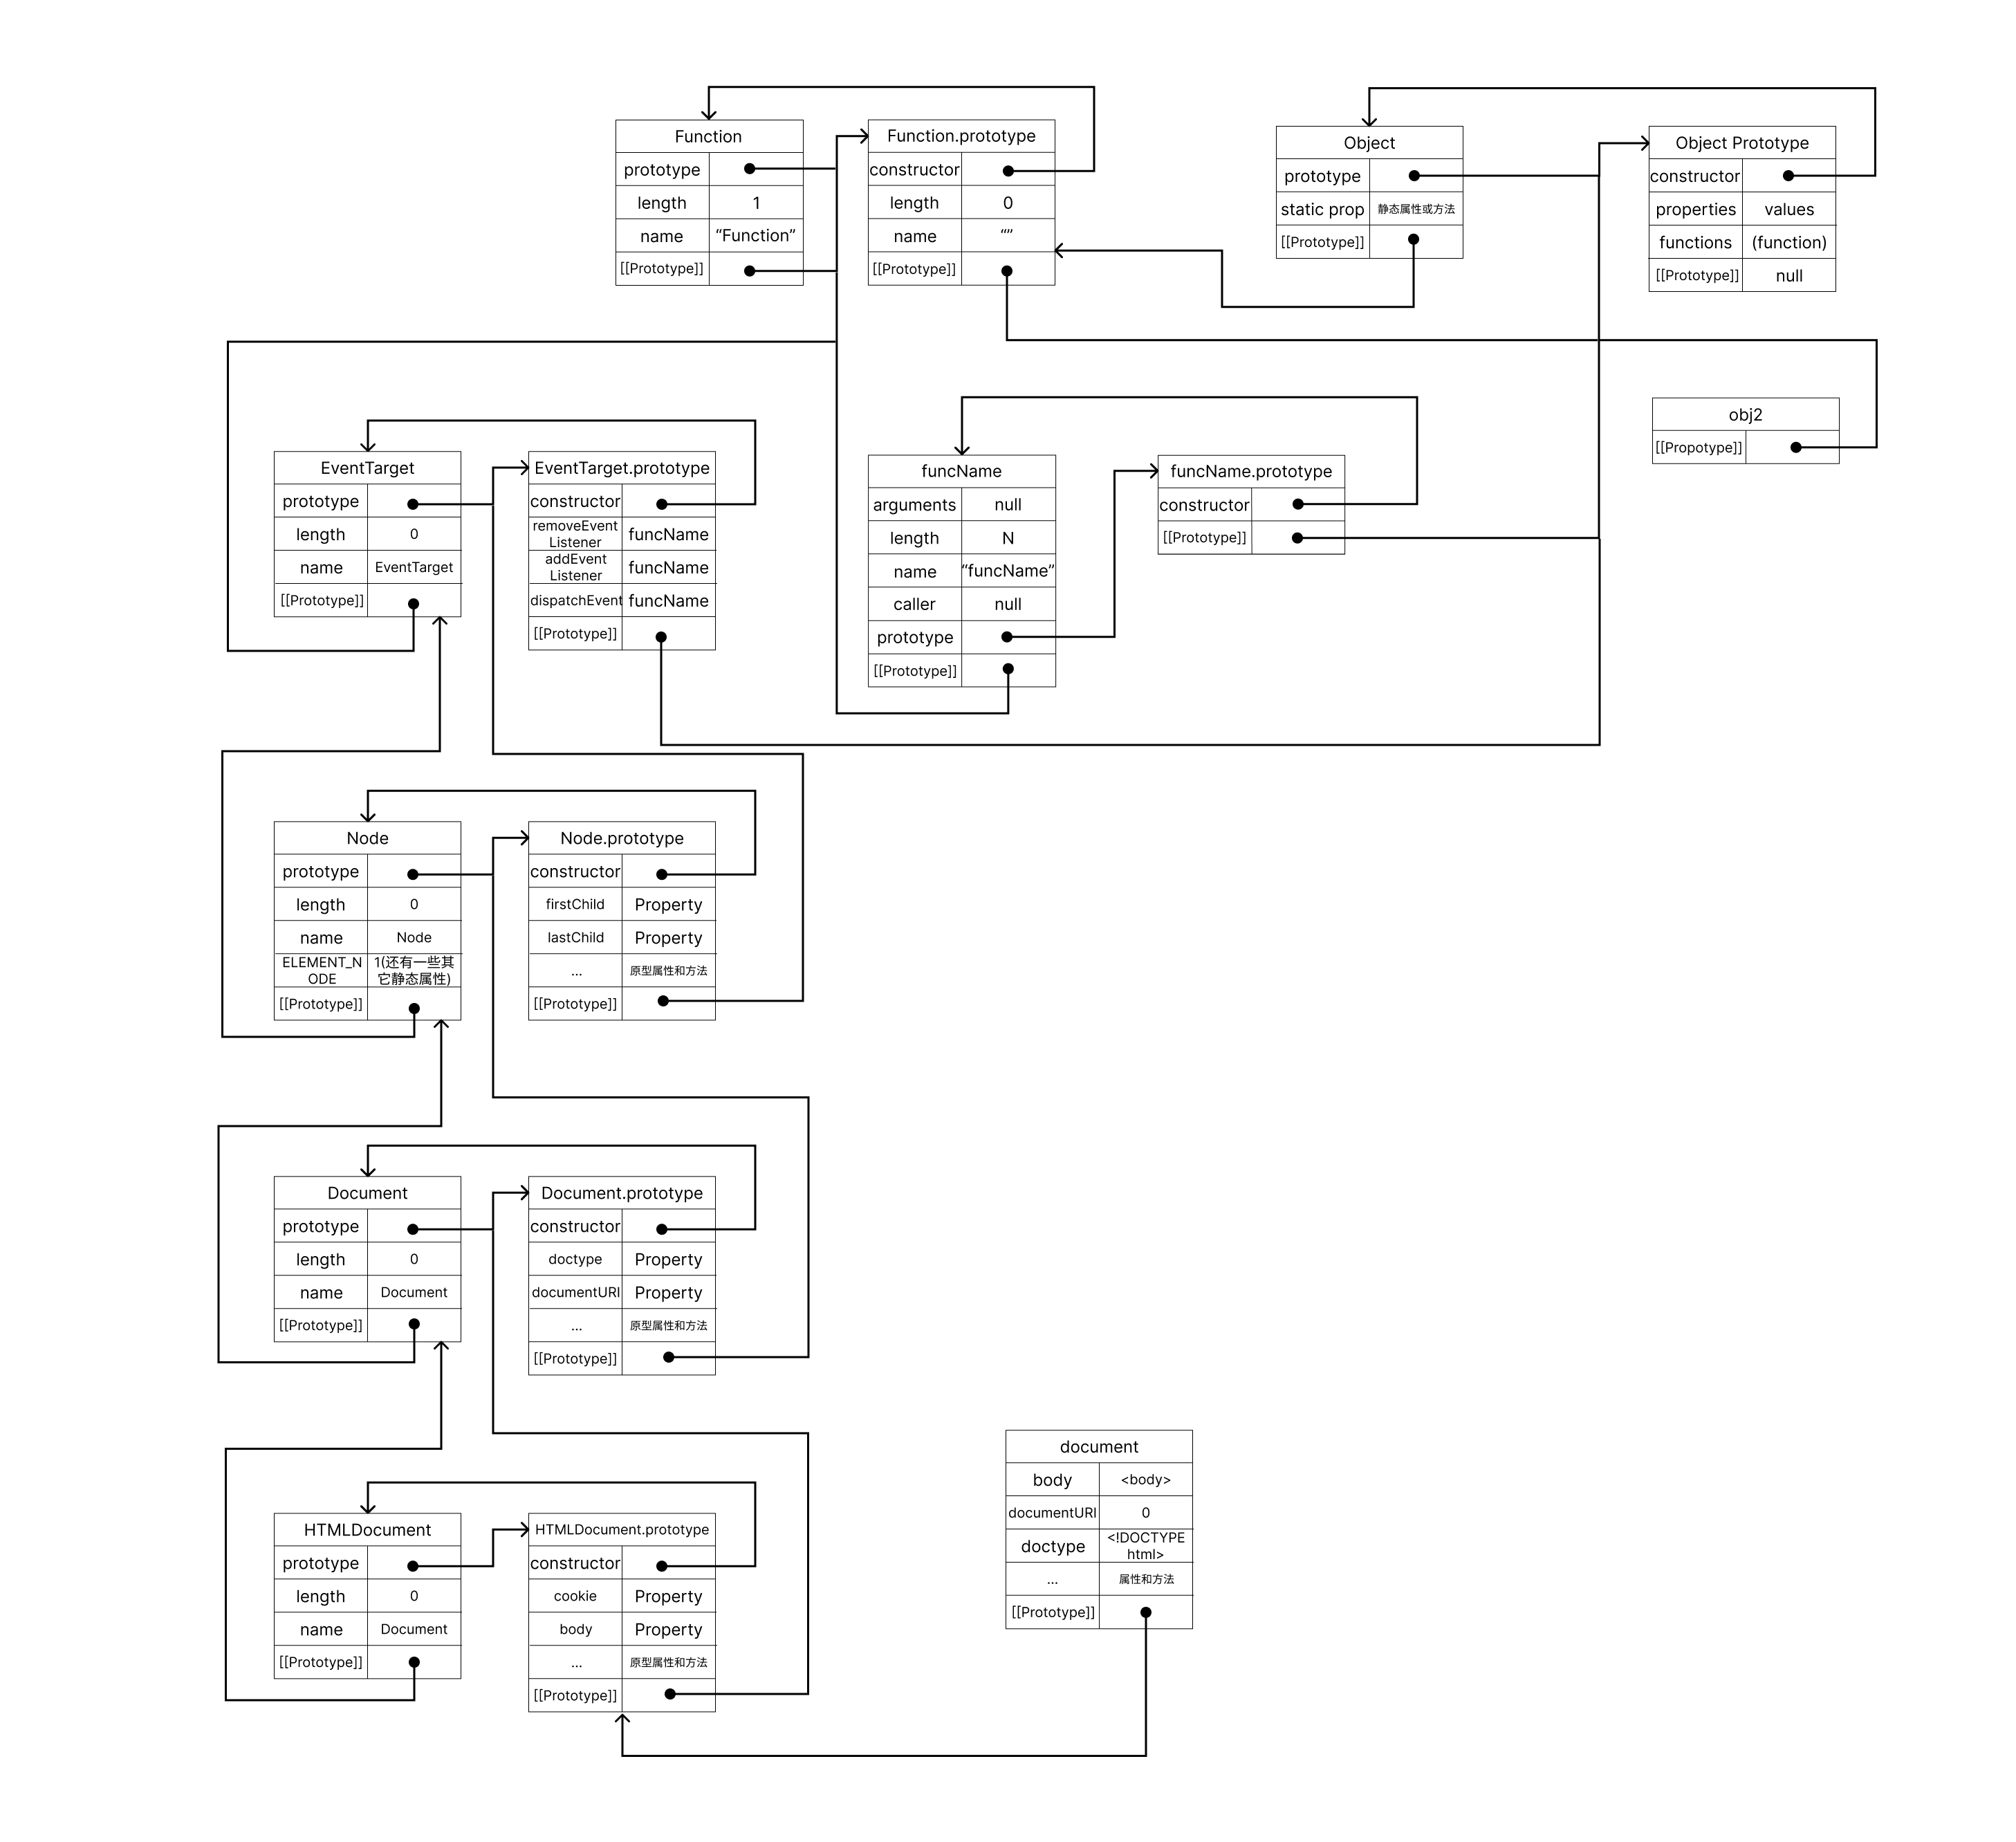 Function
prototype
length 1
name “Function”
[[Prototype]]
Function.prototype
constructor
length 0
name “”
[[Prototype]]
Object
prototype
static prop 静态属性或方法
[[Prototype]]
Object Prototype
constructor
properties values
functions (function)
[[Prototype]] null
obj2
[[Propotype]]
EventTarget
prototype
length 0
name EventTarget
[[Prototype]]
EventTarget.prototype
constructor
removeEvent
Listener funcName
addEvent
Listener funcName
dispatchEvent funcName
[[Prototype]]
funcName
arguments null
length N
name “funcName”
caller null
prototype
[[Prototype]]
funcName.prototype
constructor
[[Prototype]]
Node
prototype
length 0
name Node
ELEMENT_N 1(还有一些其
ODE 它静态属性)
[[Prototype]]
Node.prototype
constructor
firstChild Property
lastChild Property
... 原型属性和方法
[[Prototype]]
Document
prototype
length 0
name Document
[[Prototype]]
Document.prototype
constructor
doctype Property
documentURI Property
... 原型属性和方法
[[Prototype]]
HTMLDocument
prototype
length 0
name Document
[[Prototype]]
HTMLDocument.prototype
constructor
cookie Property
body Property
... 原型属性和方法
[[Prototype]]
document
body <body>
documentURI 0
doctype <!DOCTYPE
html>
... 属性和方法
[[Prototype]]